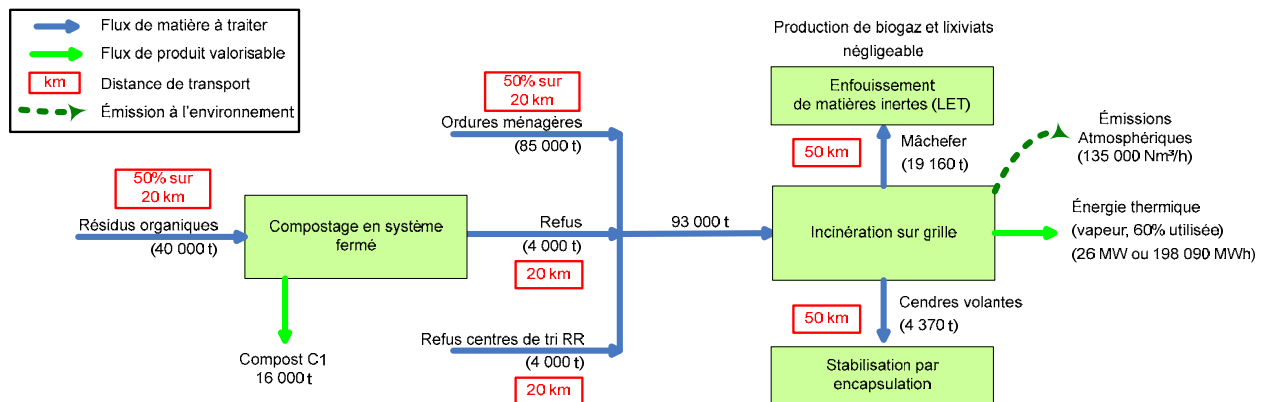 Flux de matière à traiter
Flux de produit valorisable
km
Distance de transport
Émission à l'environnement
Production de biogaz et lixiviats
négligeable
50% sur
20 km
Enfouissement
de matières inertes (LET)
Ordures ménagères
(85 000 t)
50 km
Mâchefer
(19 160 t)
Émissions
Atmosphériques
(135 000 Nm³/h)
50% sur
20 km
Résidus organiques
(40 000 t)
Compostage en système
fermé
Refus
(4 000 t)
20 km
93 000 t
Incinération sur grille
Énergie thermique
(vapeur, 60% utilisée)
(26 MW ou 198 090 MWh)
50 km
Cendres volantes
(4 370 t)
Compost C1
16 000 t
Refus centres de tri RR
(4 000 t)
20 km
Stabilisation par
encapsulation